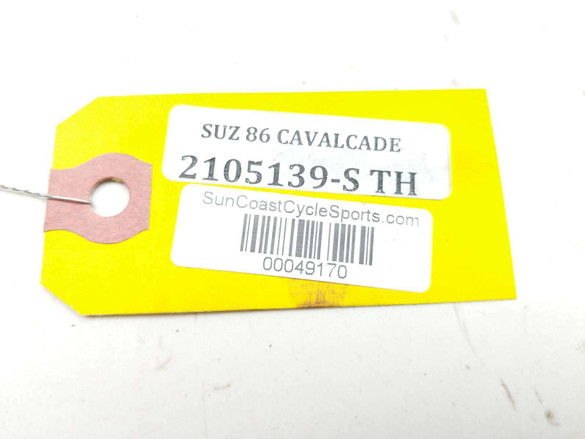 SUZ 86 CAVALCADE
2105139-S TH
SunCoastCycleSports.com
00049170